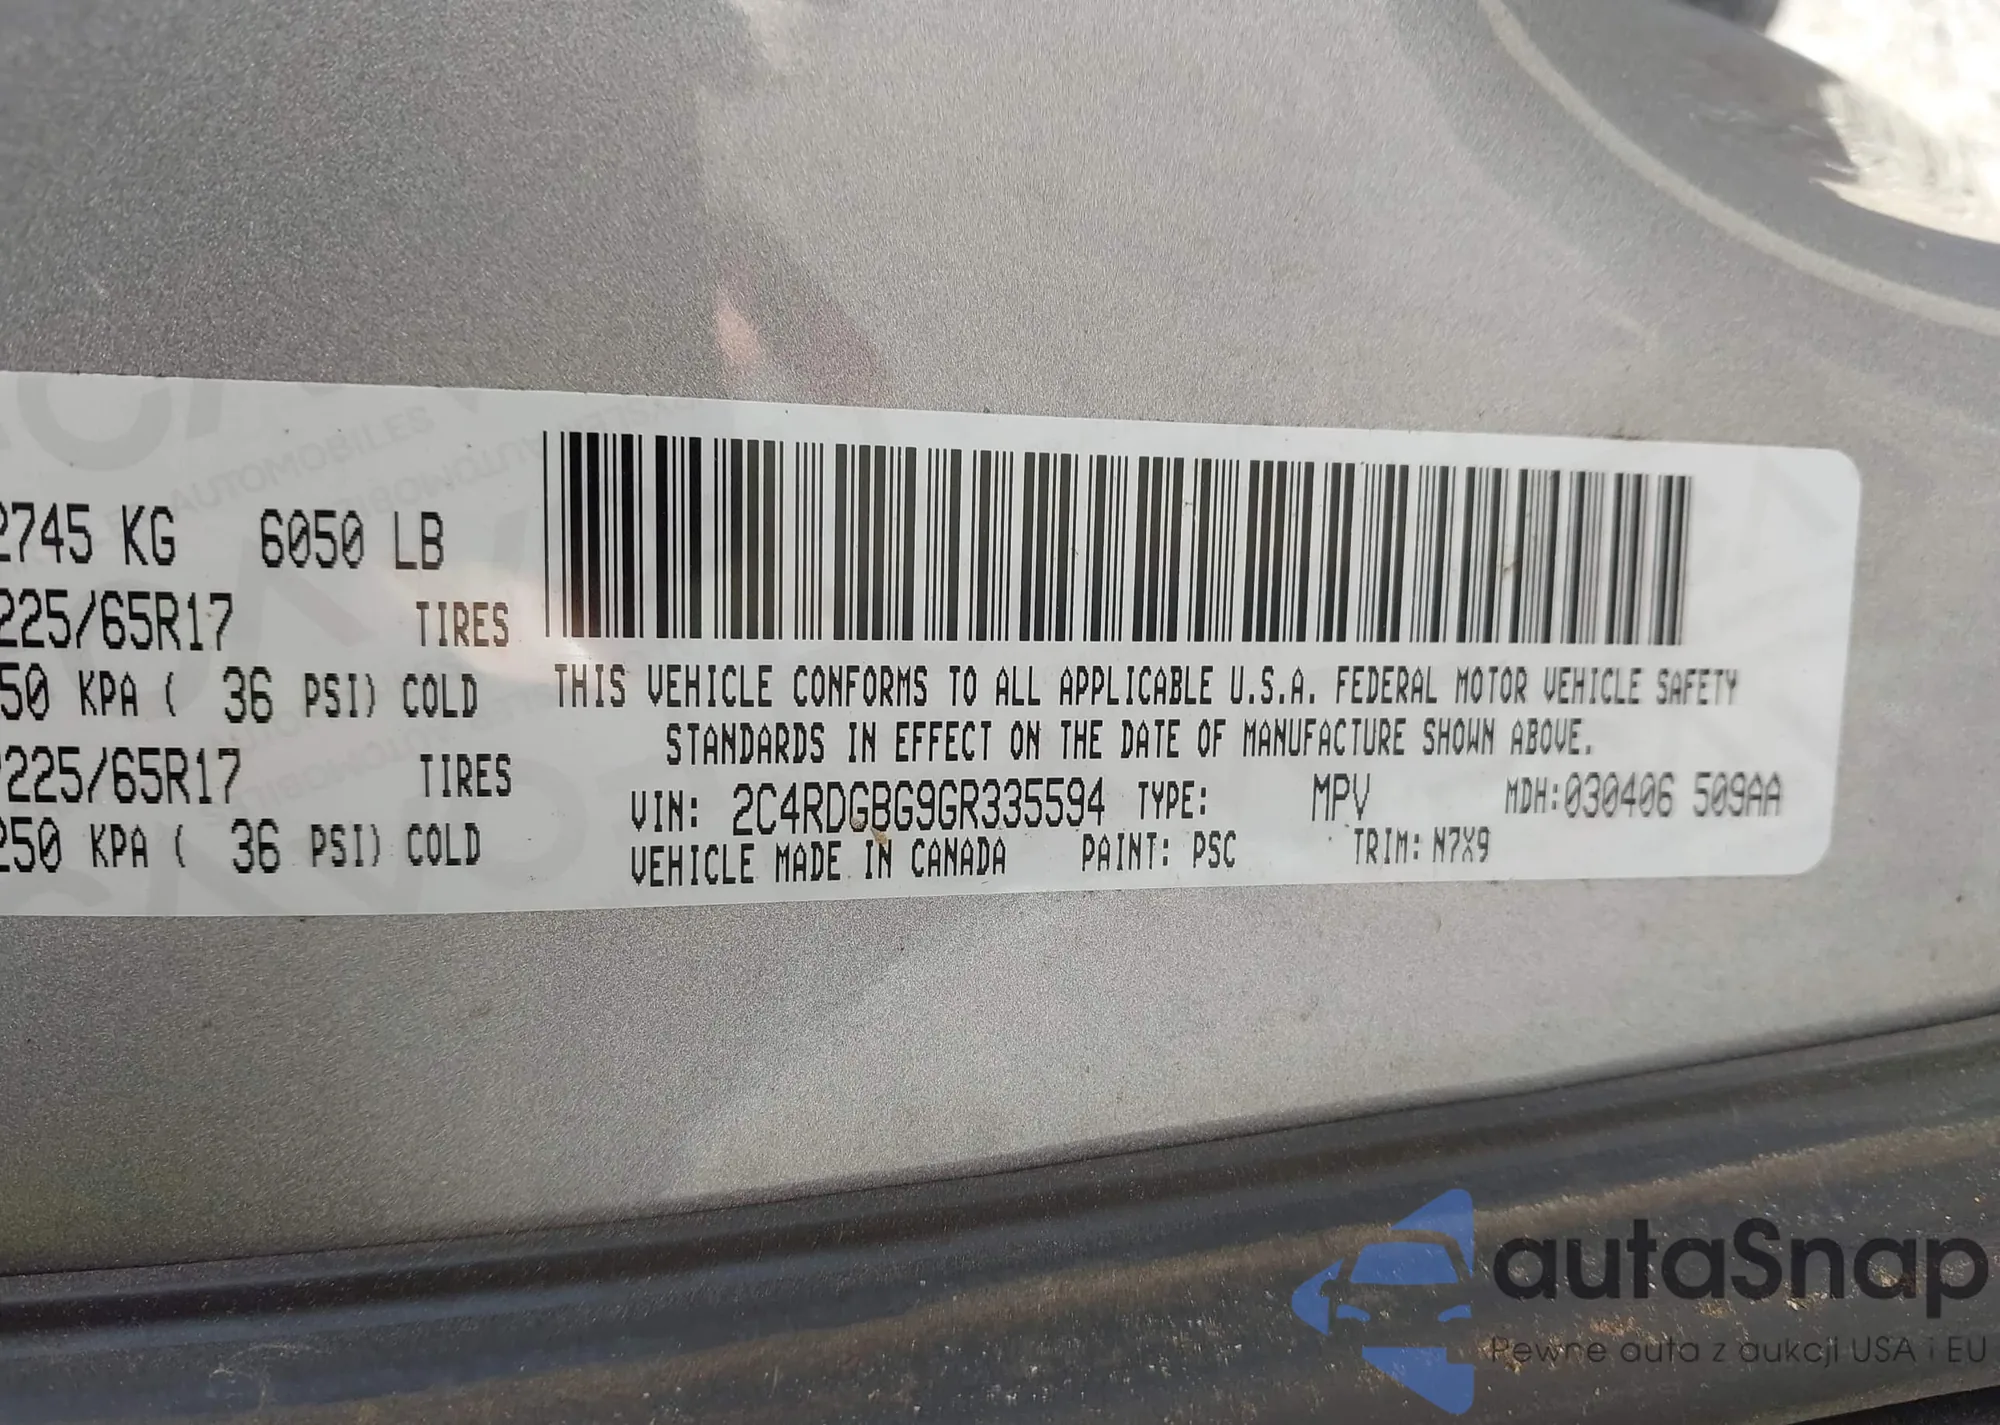 2745 KG 6050 LB
225/65R17 TIRES
50 KPA ( 36 PSI) COLD
225/65R17 TIRES
250 KPA ( 36 PSI) COLD
THIS VEHICLE CONFORMS TO ALL APPLICABLE U.S.A. FEDERAL MOTOR VEHICLE SAFETY
STANDARDS IN EFFECT ON THE DATE OF MANUFACTURE SHOWN ABOVE.
VIN: 2C4RDGBG9GR335594 TYPE: MPV MDH:030406 509AA
VEHICLE MADE IN CANADA PAINT: PSC TRIM: N7X9
autaSnap
Pewne auta z aukcji USA i EU